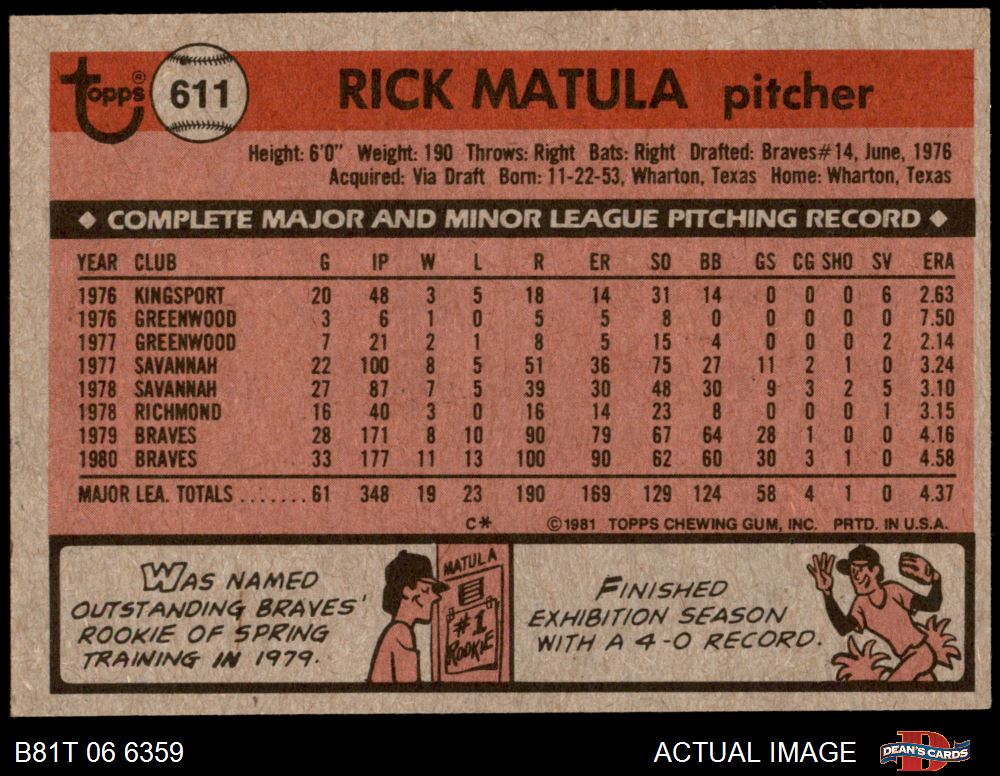 Topps® 611 RICK MATULA pitcher
Height: 6'0" Weight: 190 Throws: Right Bats: Right Drafted: Braves#14, June, 1976
Acquired: Via Draft Born: 11-22-53, Wharton, Texas Home: Wharton, Texas
◆ COMPLETE MAJOR AND MINOR LEAGUE PITCHING RECORD ◆
YEAR CLUB G IP W L R ER SO BB GS CG SHO SV ERA
1976 KINGSPORT 20 48 3 5 18 14 31 14 0 0 0 6 2.63
1976 GREENWOOD 3 6 1 0 5 5 8 0 0 0 0 0 7.50
1977 GREENWOOD 7 21 2 1 8 5 15 4 0 0 0 2 2.14
1977 SAVANNAH 22 100 8 5 51 36 75 27 11 2 1 0 3.24
1978 SAVANNAH 27 87 7 5 39 30 48 30 9 3 2 5 3.10
1978 RICHMOND 16 40 3 0 16 14 23 8 0 0 0 1 3.15
1979 BRAVES 28 171 8 10 90 79 67 64 28 1 0 0 4.16
1980 BRAVES 33 177 11 13 100 90 62 60 30 3 1 0 4.58
MAJOR LEA. TOTALS ....... 61 348 19 23 190 169 129 124 58 4 1 0 4.37
C* ©1981 TOPPS CHEWING GUM, INC. PRTD. IN U.S.A.
WAS NAMED
OUTSTANDING BRAVES'
ROOKIE OF SPRING
TRAINING IN 1979.
MATULA
#1
ROOKIE
FINISHED
EXHIBITION SEASON
WITH A 4-0 RECORD.
B81T 06 6359 ACTUAL IMAGE DEAN'S CARDS